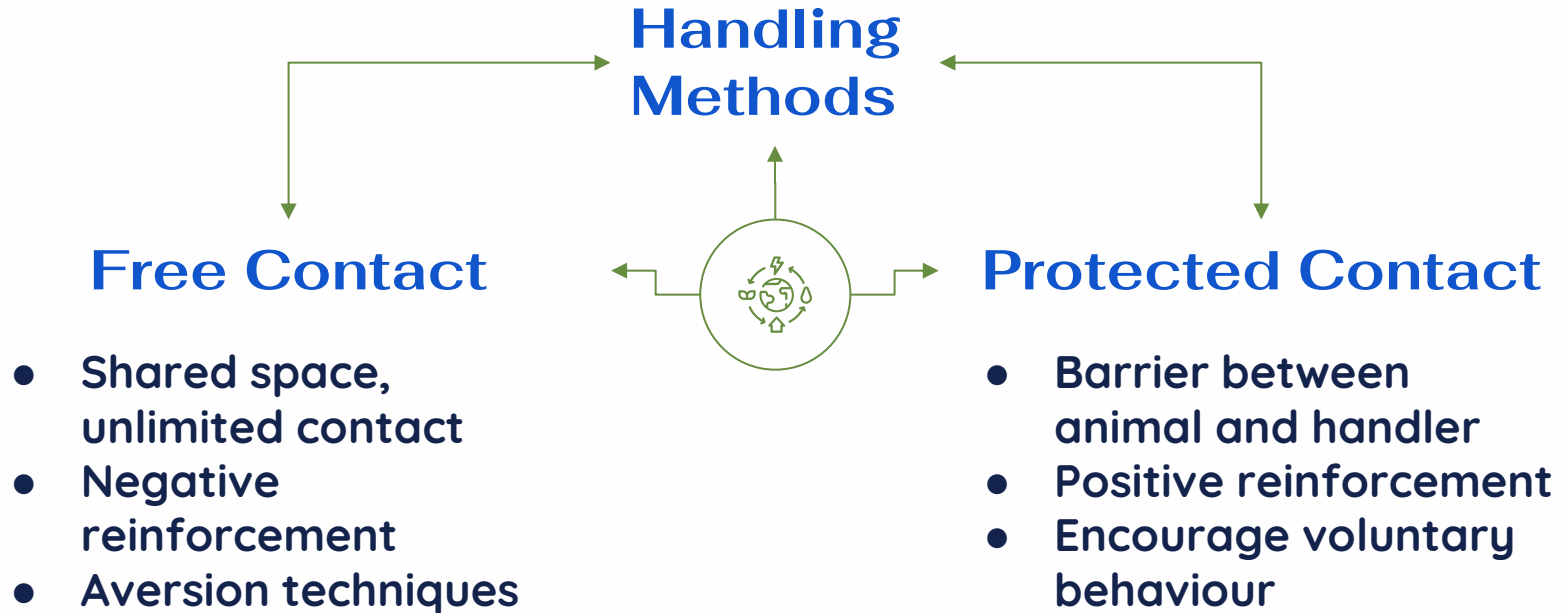 Handling
Methods
Free Contact
● Shared space,
unlimited contact
● Negative
reinforcement
● Aversion techniques
Protected Contact
● Barrier between
animal and handler
● Positive reinforcement
● Encourage voluntary
behaviour